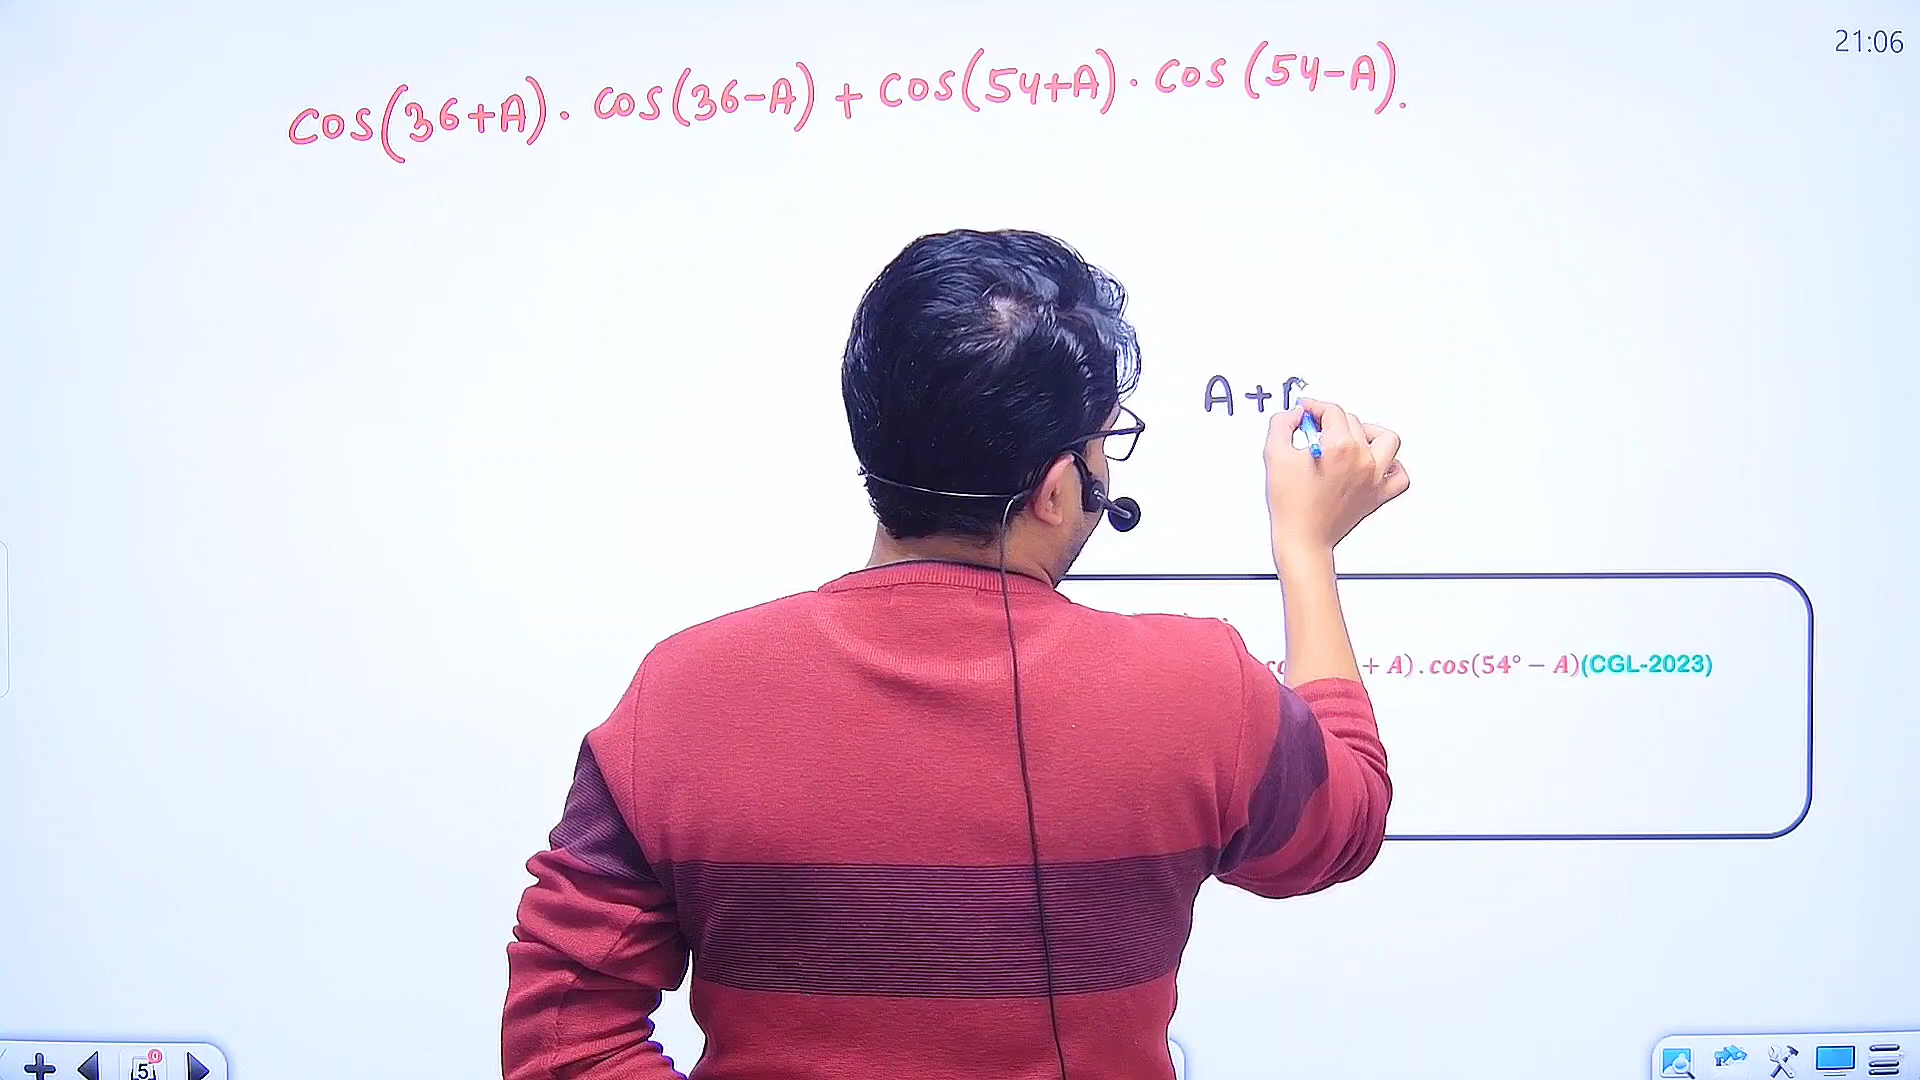 21:06
cos(36+A). cos(36-A) + cos(54+A). cos (54-A).
A +
+ A). cos(54° − A)(CGL-2023)
5